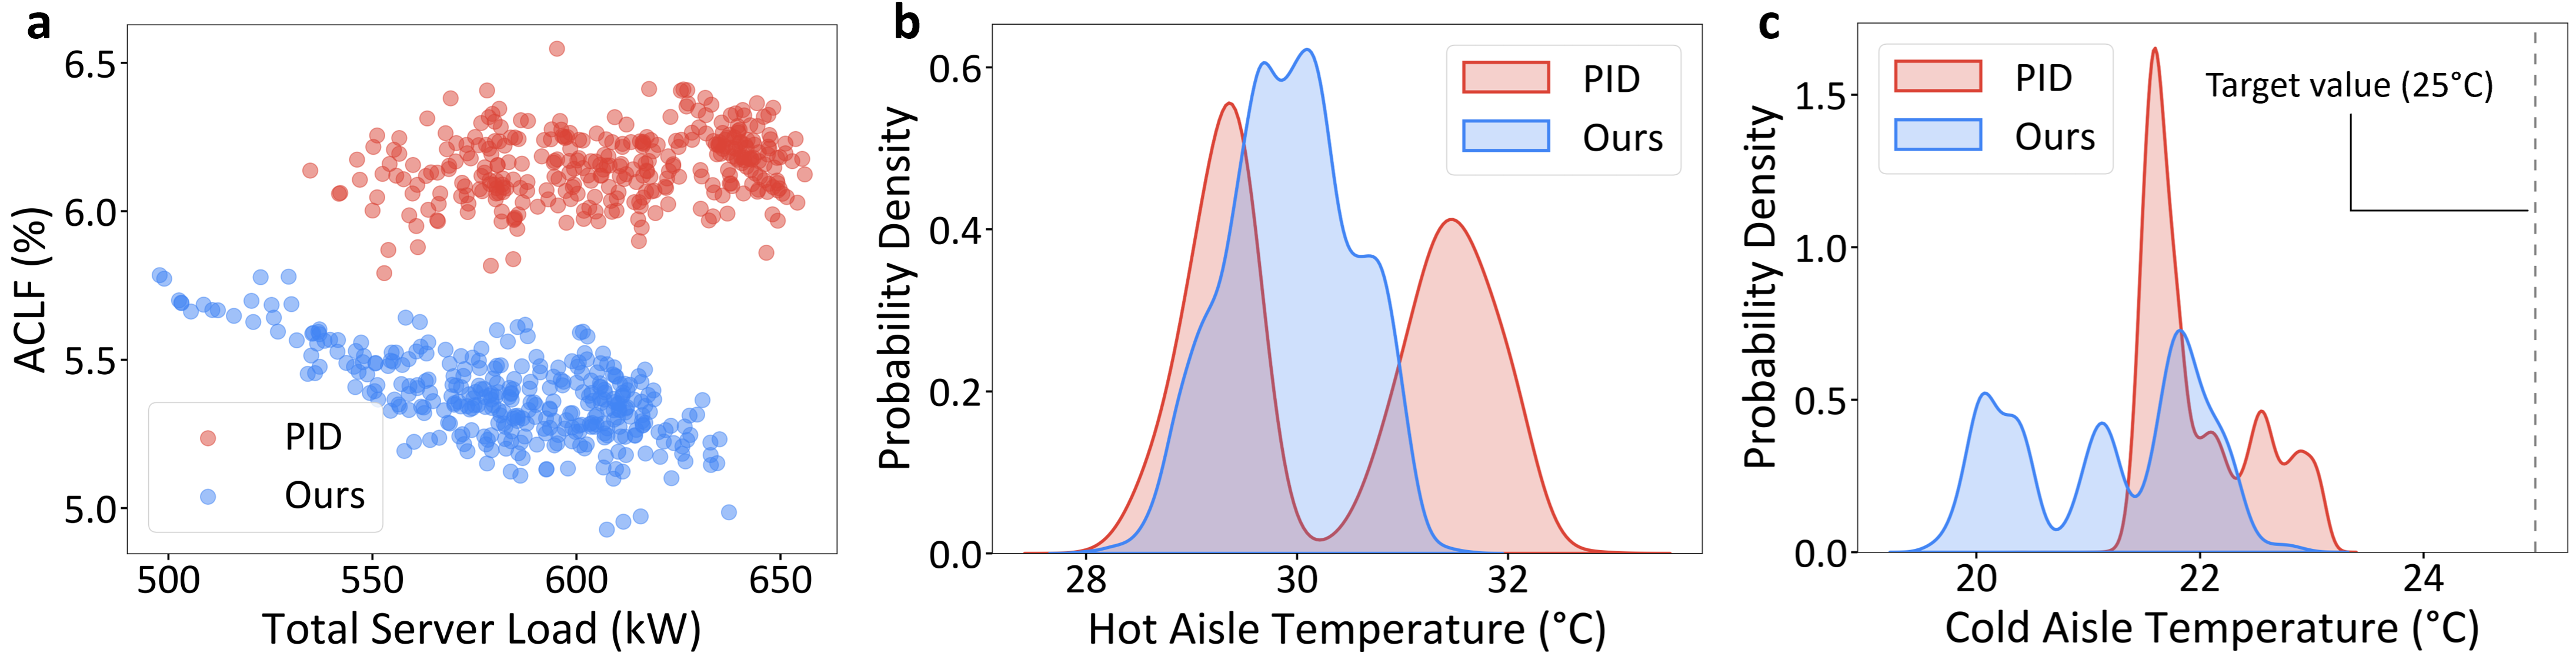 a
6.5
6.0
5.5
5.0
ACLF (%)
PID
Ours
500 550 600 650
Total Server Load (kW)
b
0.6
0.4
0.2
0.0
Probability Density
PID
Ours
28 30 32
Hot Aisle Temperature (°C)
c
1.5
1.0
0.5
0.0
Probability Density
PID
Ours
Target value (25°C)
20 22 24
Cold Aisle Temperature (°C)